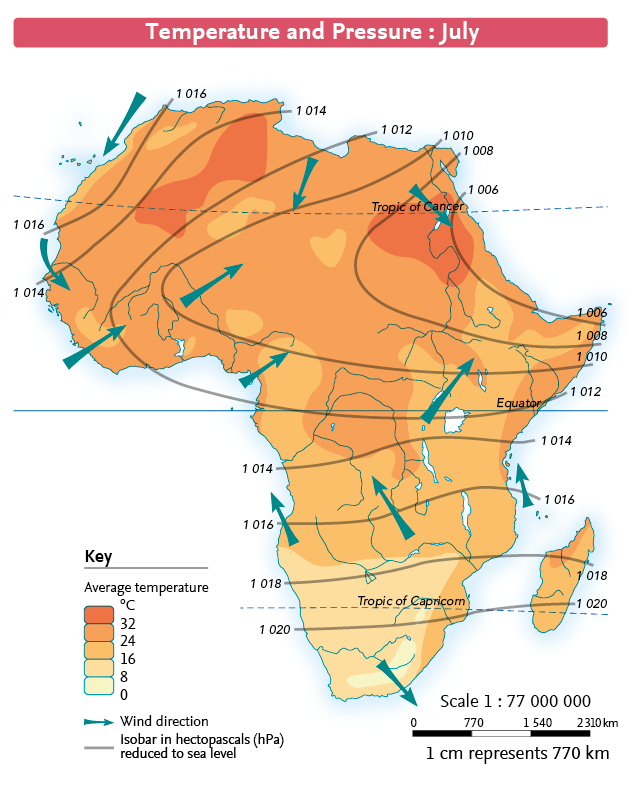 Temperature and Pressure : July
1 016
1 014
1 012
1 010
1 008
1 006
Tropic of Cancer
1 016
1 014
1 006
1 008
1 010
1 012
Equator
1 014
1 014
1 016
1 016
1 018
1 018
Tropic of Capricorn
1 020
1 020
Key
Average temperature
°C
32
24
16
8
0
Wind direction
Isobar in hectopascals (hPa)
reduced to sea level
Scale 1 : 77 000 000
0 770 1 540 2310 km
1 cm represents 770 km